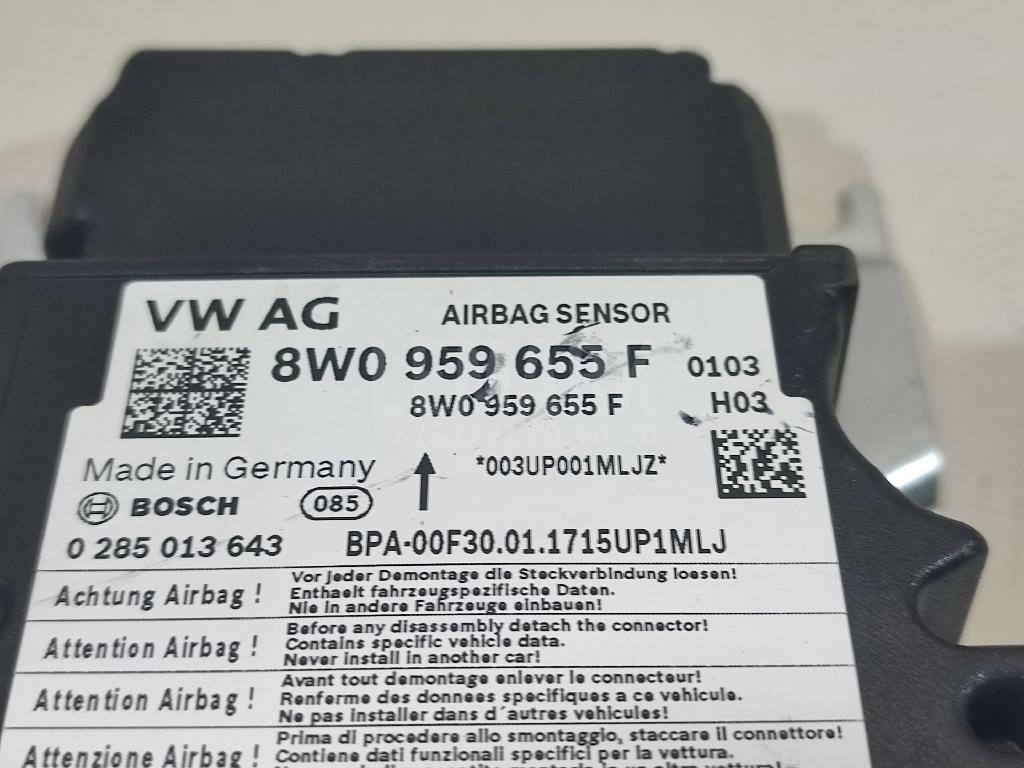 VW AG AIRBAG SENSOR
8W0 959 655 F 0103
8W0 959 655 F H03
Made in Germany *003UP001MLJZ*
BOSCH 085
0 285 013 643 BPA-00F30.01.1715UP1MLJ
Achtung Airbag !
Vor jeder Demontage die Steckverbindung loesen!
Enthaelt fahrzeugspezifische Daten.
Nie in andere Fahrzeuge einbauen!
Attention Airbag !
Before any disassembly detach the connector!
Contains specific vehicle data.
Never install in another car!
Attention Airbag !
Avant tout demontage enlever le connecteur!
Renferme des donnees specifiques a ce vehicule.
Ne pas installer dans d´autres vehicules!
Attenzione Airbag !
Prima di procedere allo smontaggio, staccare il connettore!
Contiene dati funzionali specifici per la vettura.